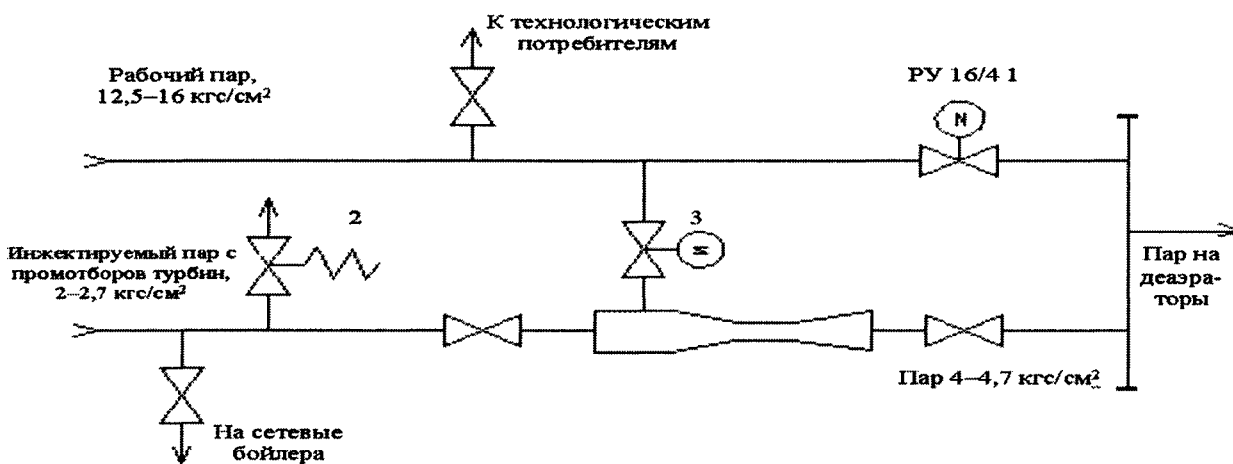 К технологическим
потребителям
Рабочий пар,
12,5–16 кгс/см²
РУ 16/4 1
N
2
3
Инжектируемый пар с
промотборов турбин,
2–2,7 кгс/см²
Пар на
деаэра-
торы
Пар 4–4,7 кгс/см²
На сетевые
бойлера